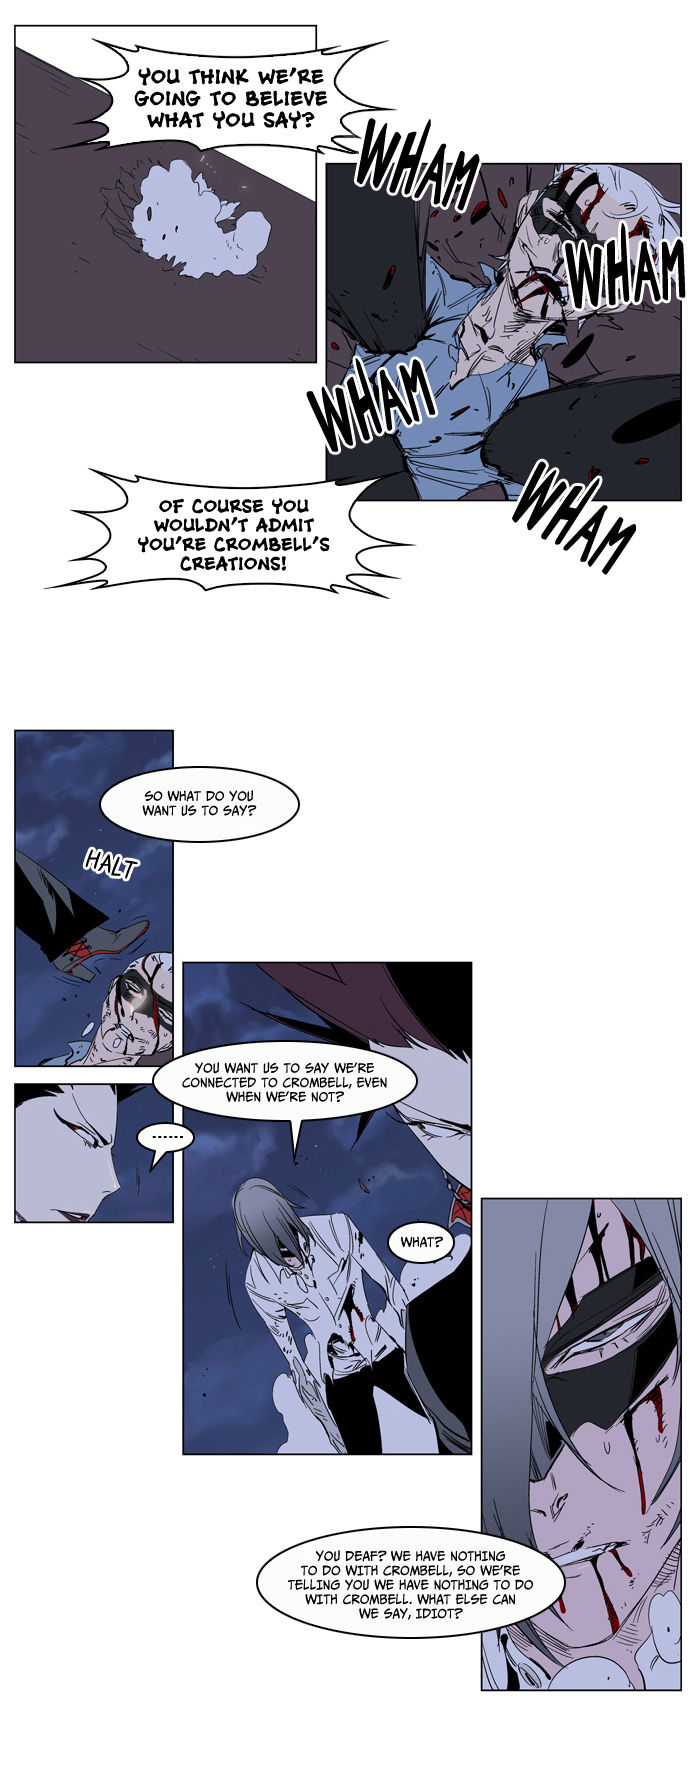 YOU THINK WE'RE
GOING TO BELIEVE
WHAT YOU SAY?
WHAM
WHAM
WHAM
WHAM
OF COURSE YOU
WOULDN'T ADMIT
YOU'RE CROMBELL'S
CREATIONS!
SO WHAT DO YOU
WANT US TO SAY?
HALT
YOU WANT US TO SAY WE'RE
CONNECTED TO CROMBELL, EVEN
WHEN WE'RE NOT?
------
WHAT?
YOU DEAF? WE HAVE NOTHING
TO DO WITH CROMBELL, SO WE'RE
TELLING YOU WE HAVE NOTHING TO DO
WITH CROMBELL. WHAT ELSE CAN
WE SAY, IDIOT?